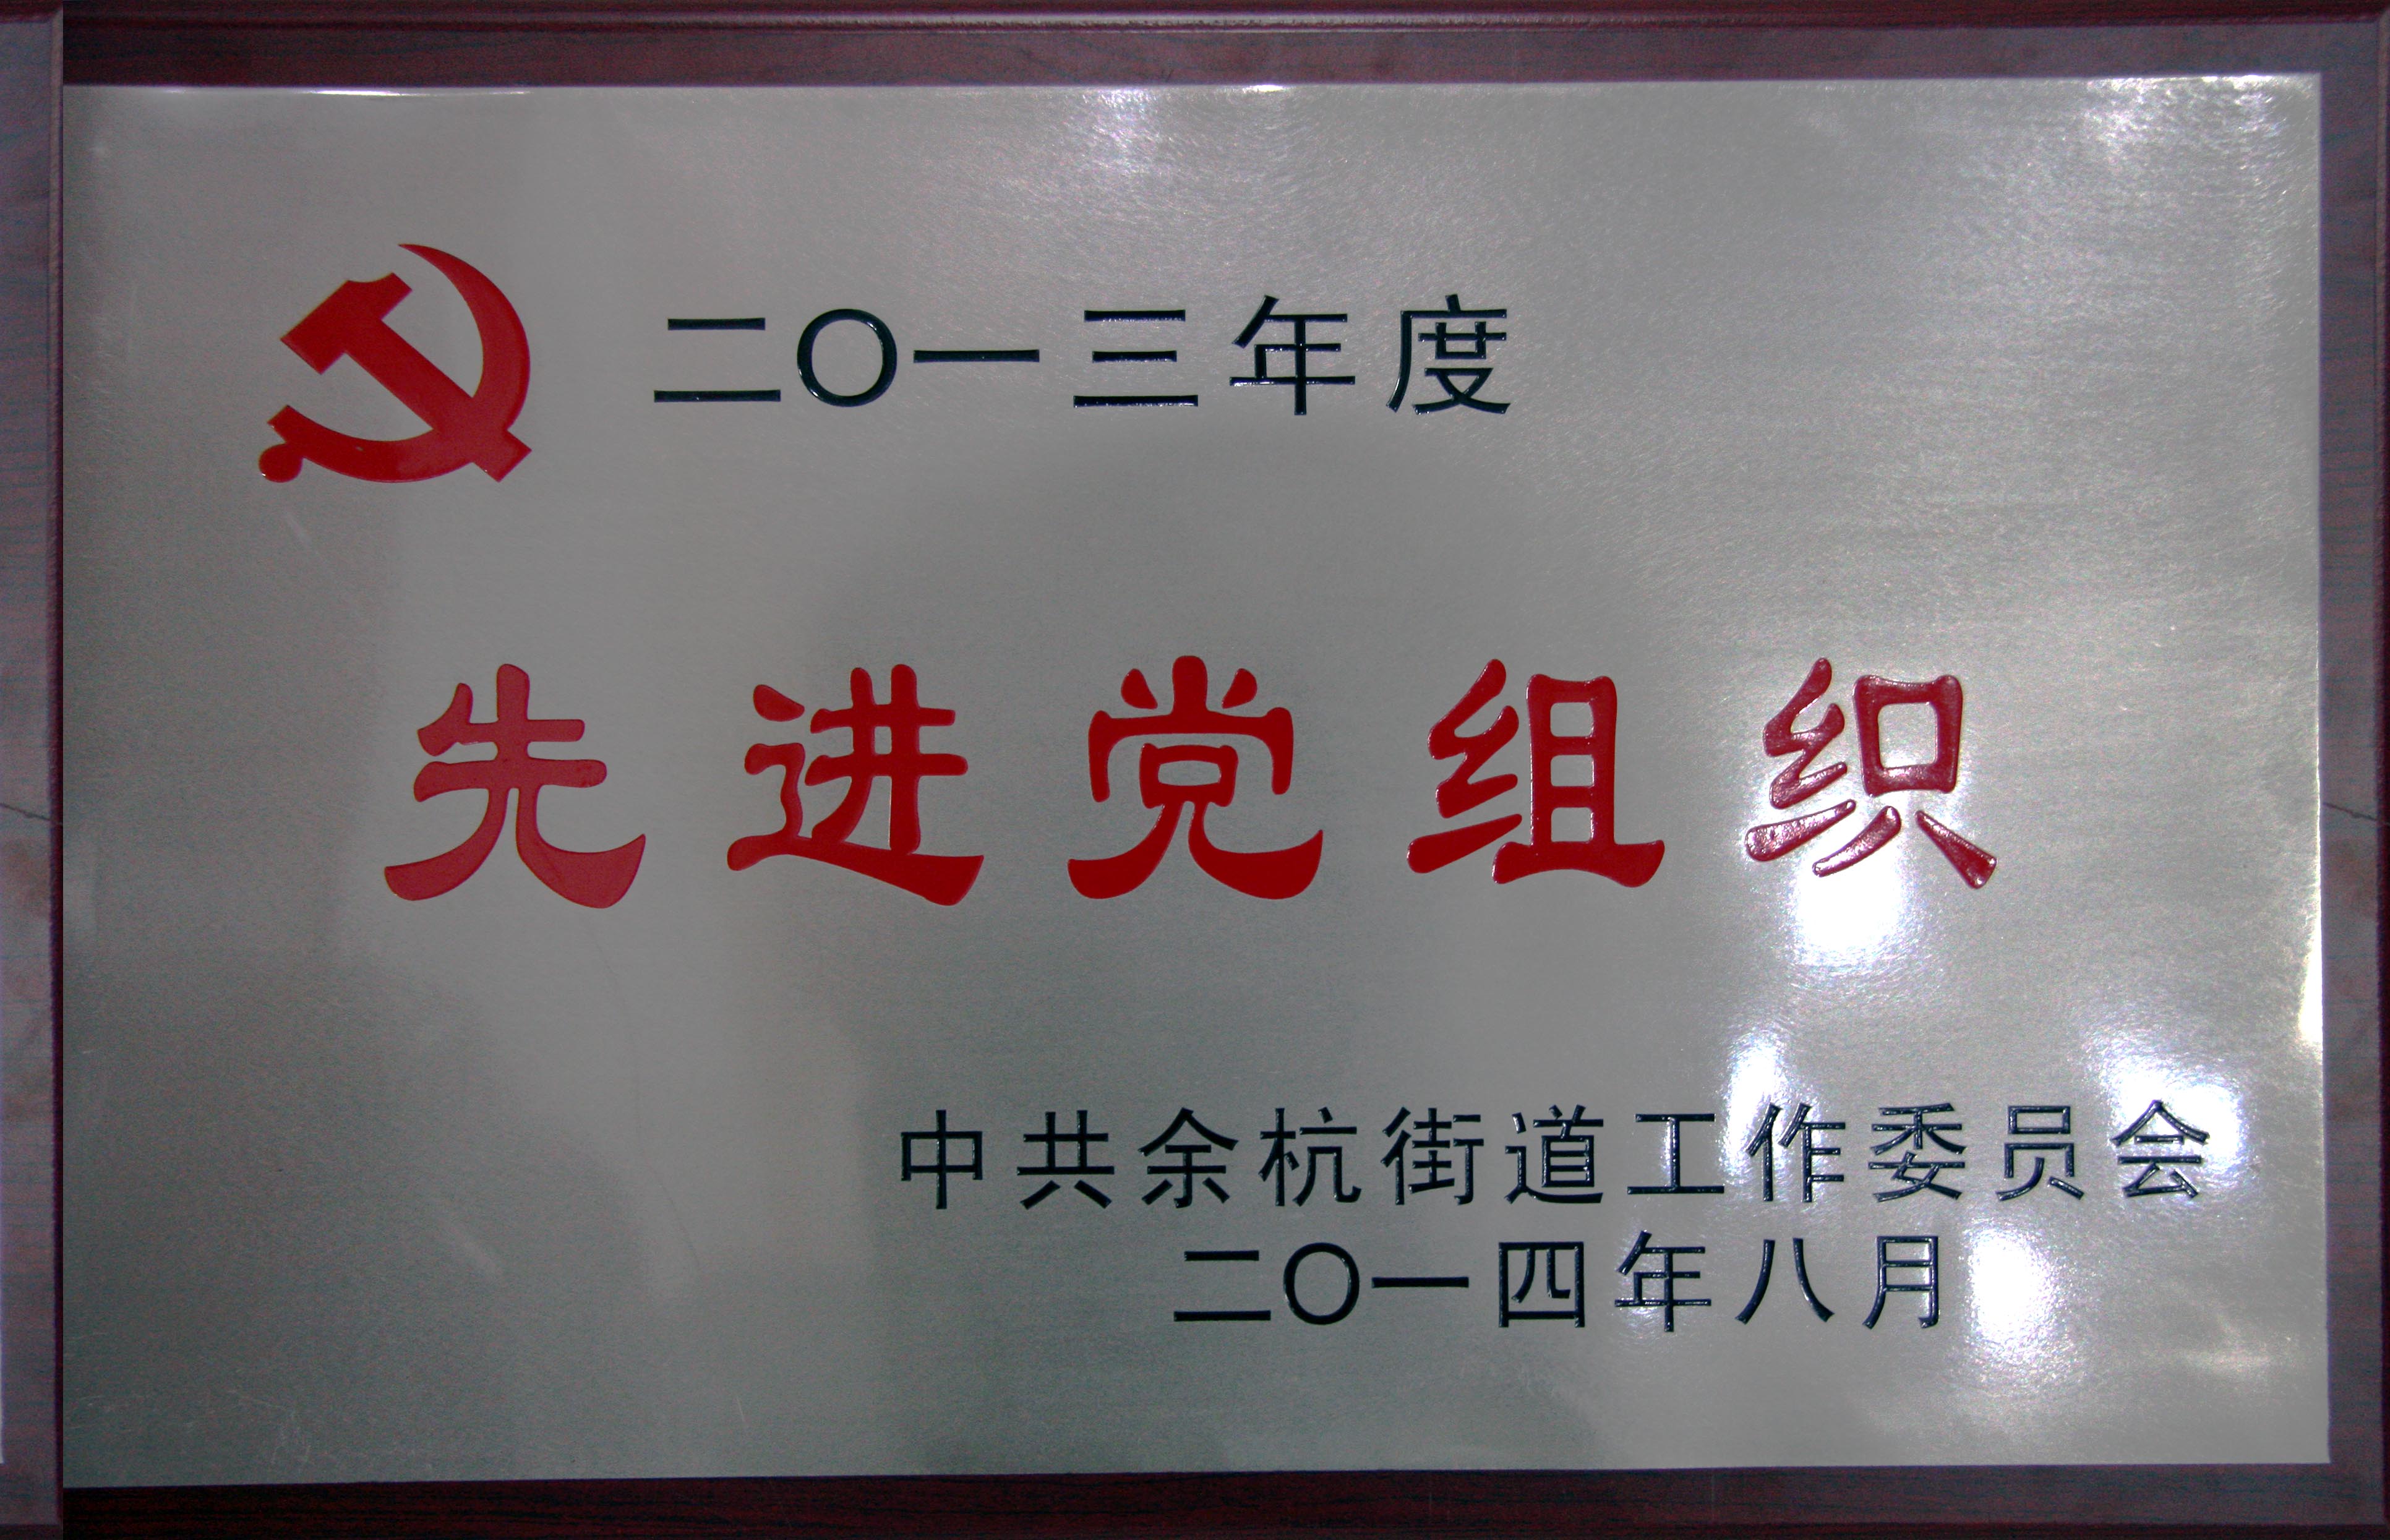 二〇一三年度
先进党组织
中共余杭街道工作委员会
二〇一四年八月